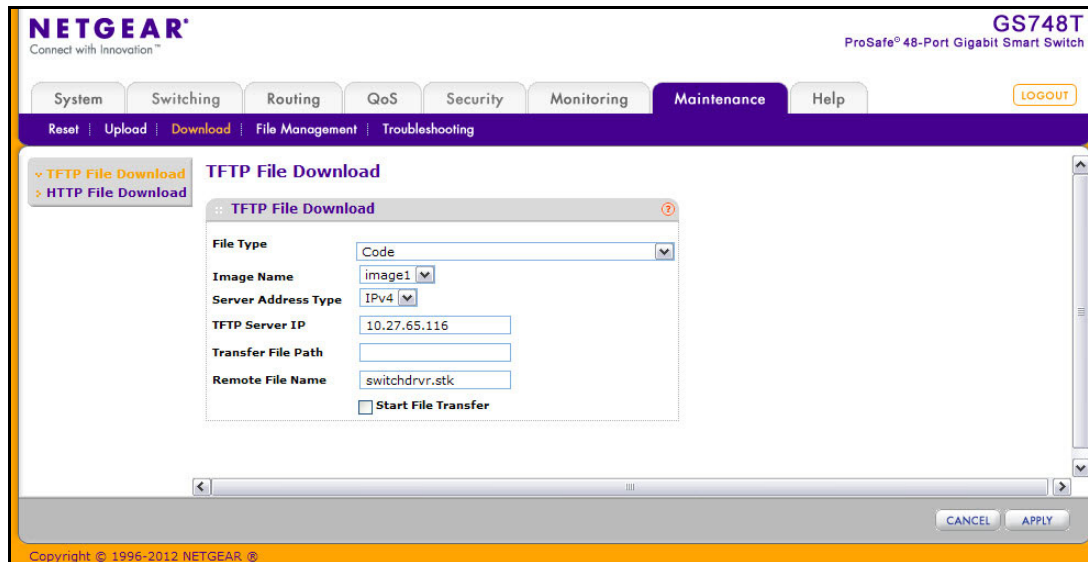 NETGEAR®
Connect with Innovation™
GS748T
ProSafe® 48-Port Gigabit Smart Switch
System Switching Routing QoS Security Monitoring Maintenance Help LOGOUT
Reset | Upload | Download | File Management | Troubleshooting
TFTP File Download
HTTP File Download
TFTP File Download
TFTP File Download ?
File Type Code
Image Name image1
Server Address Type IPv4
TFTP Server IP 10.27.65.116
Transfer File Path
Remote File Name switchdrvr.stk
Start File Transfer
CANCEL APPLY
Copyright © 1996-2012 NETGEAR ®